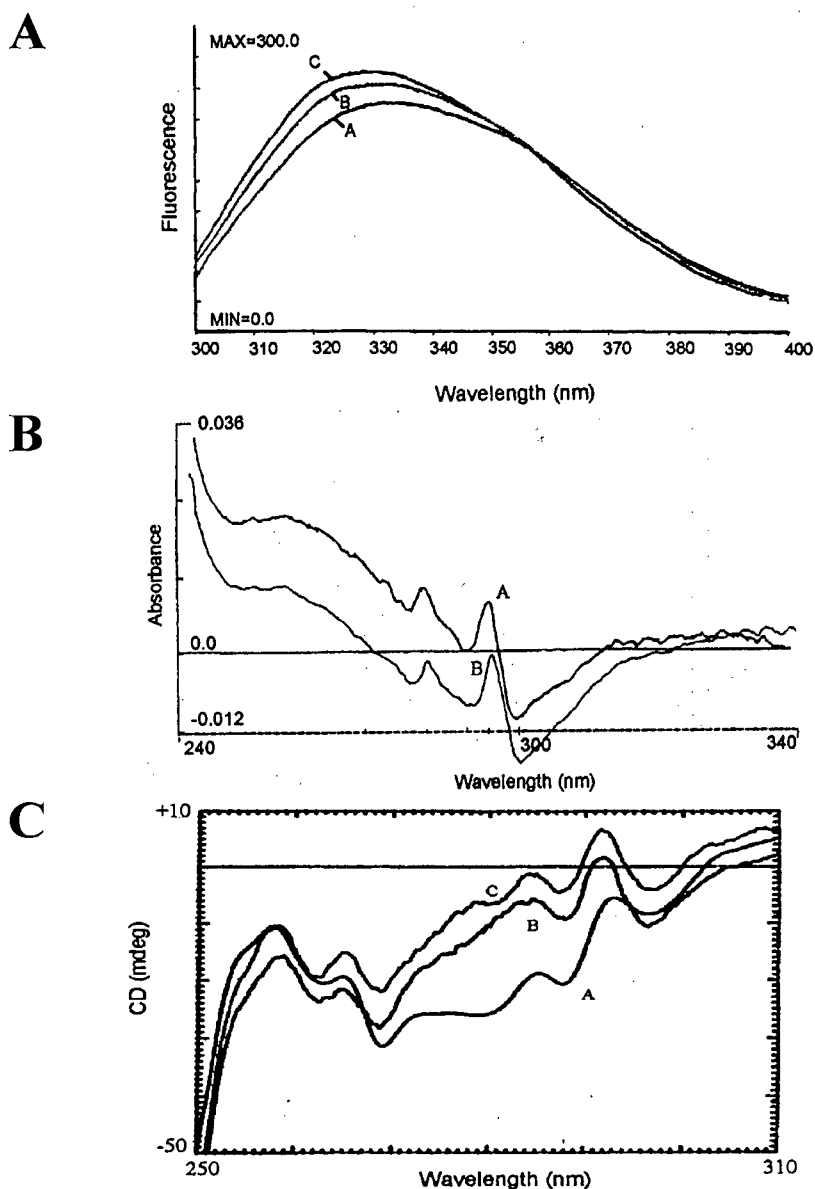 A
MAX=300.0
C
B
A
Fluorescence
MIN=0.0
300 310 320 330 340 350 360 370 380 390 400
Wavelength (nm)
B
0.036
Absorbance
A
0.0
B
-0.012
240 300 340
Wavelength (nm)
C
+10
C
B
A
CD (mdeg)
-50
250 310
Wavelength (nm)